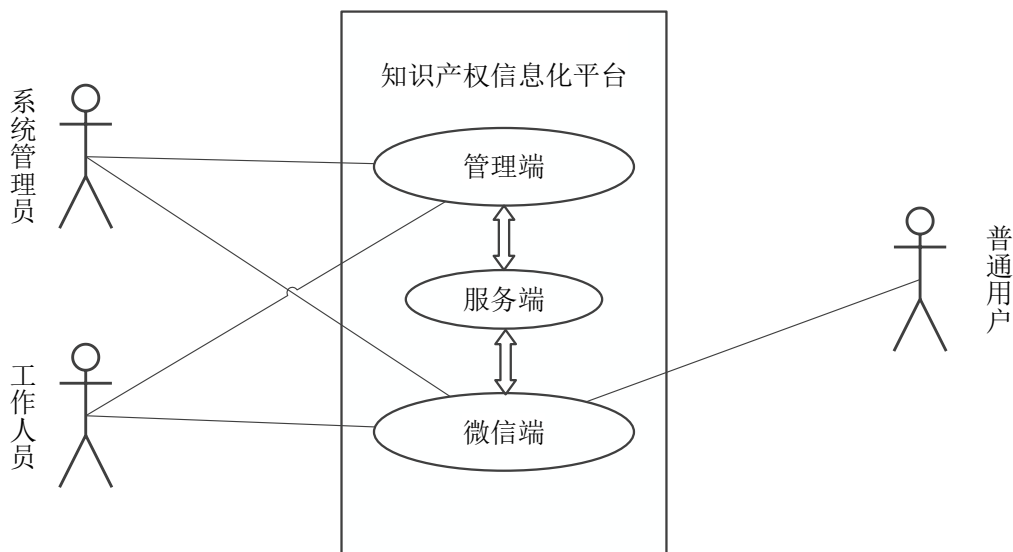 知识产权信息化平台
系统管理员
管理端
普通用户
服务端
工作人员
微信端